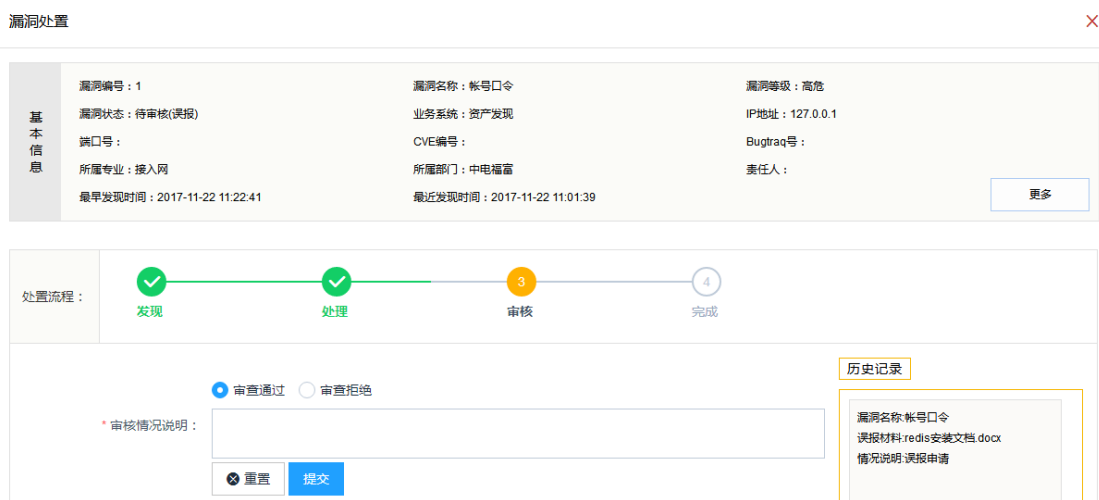 漏洞处置
漏洞编号：1 漏洞名称：帐号口令 漏洞等级：高危
漏洞状态：待审核(误报) 业务系统：资产发现 IP地址：127.0.0.1
基本信息
端口号： CVE编号： Bugtraq号：
所属专业：接入网 所属部门：中电福富 责任人：
最早发现时间：2017-11-22 11:22:41 最近发现时间：2017-11-22 11:01:39
更多
处置流程：
3 4
发现 处理 审核 完成
审查通过 审查拒绝
* 审核情况说明：
重置 提交
历史记录
漏洞名称:帐号口令
误报材料:redis安装文档.docx
情况说明:误报申请